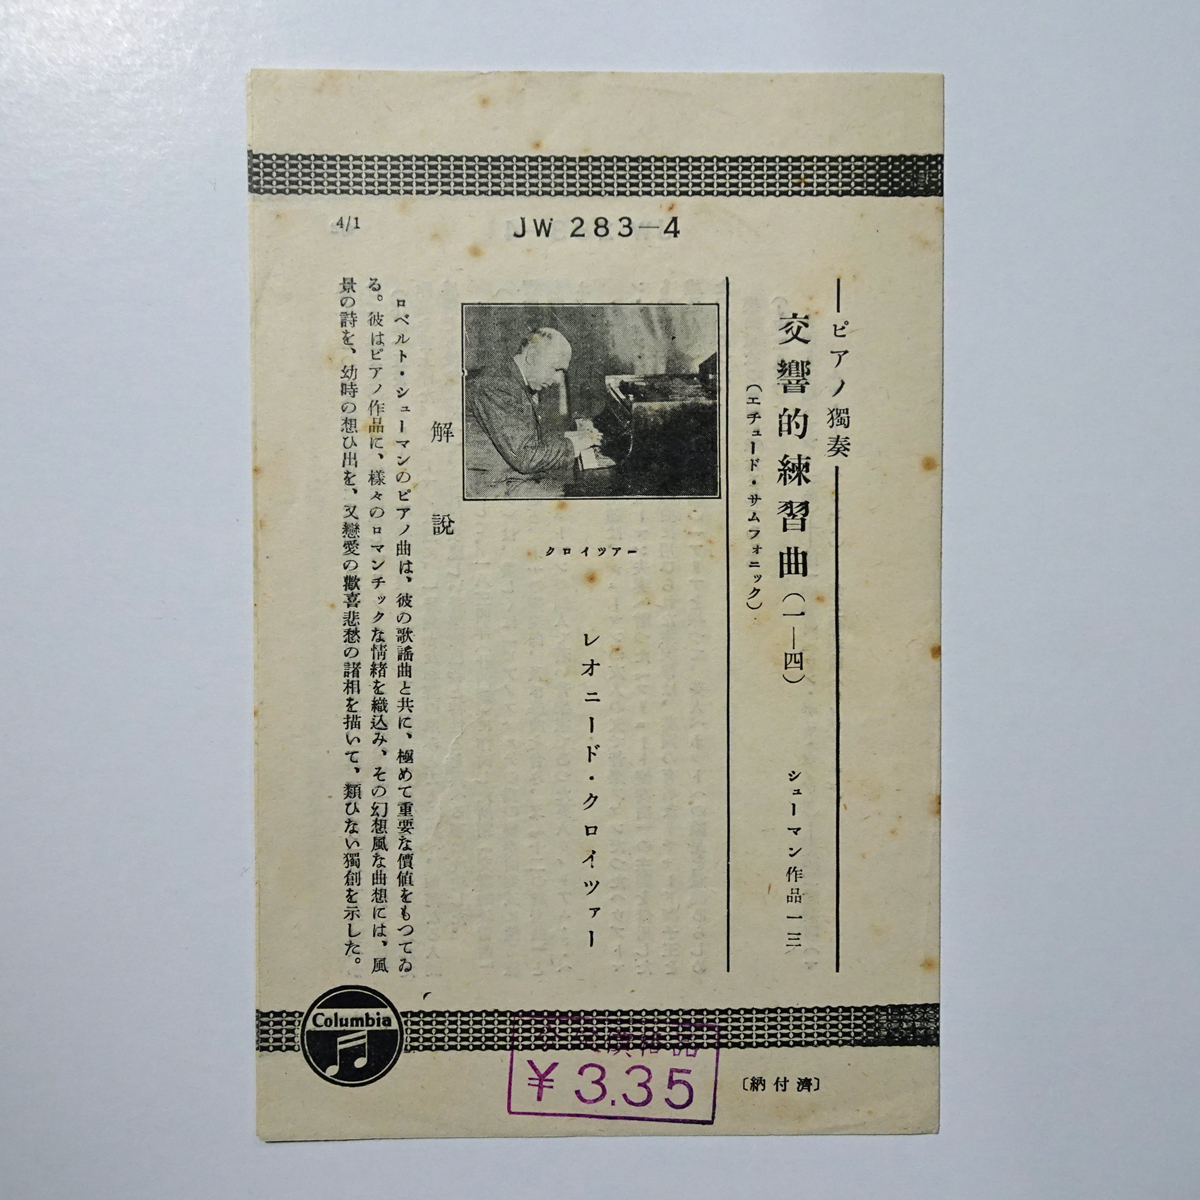 4/1
JW 283—4
—ピアノ獨奏—
交響的練習曲(一—四)
(エチュード・サムフォニック)
シューマン作品一三
クロイツアー
レオニード・クロイツァー
解説
ロベルト・シューマンのピアノ曲は、彼の歌謡曲と共に、極めて重要な價値をもつてゐ
る。彼はピアノ作品に、樣々のロマンチックな情緒を織込み、その幻想風な曲想には、風
景の詩を、幼時の想ひ出を、又戀愛の歡喜悲愁の諸相を描いて、類ひない獨創を示した。
Columbia
價格品
¥3.35
〔納付濟〕